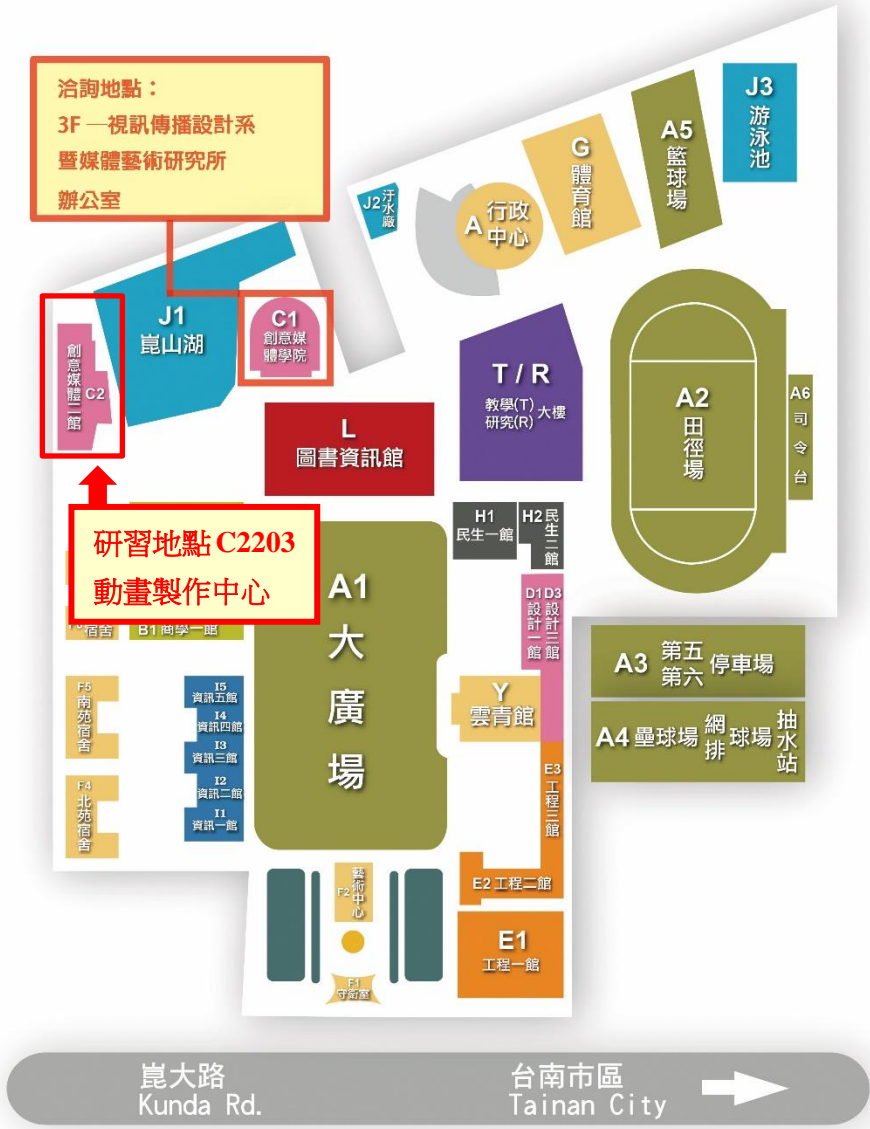 洽詢地點：
3F —視訊傳播設計系
暨媒體藝術研究所
辦公室
J3
游泳池
A5
籃球場
G
體育館
J2
汙水廠
A
行政
中心
J1
崑山湖
C1
創意媒
體學院
創意媒體二館
C2
T / R
教學(T)
研究(R)
大樓
A2
田徑場
A6
司令台
L
圖書資訊館
H1
民生一館
H2
民生二館
研習地點 C2203
動畫製作中心
宿舍
B1 商學一館
A1
大廣場
D1
設計一館
D3
設計三館
A3
第五
第六
停車場
Y
雲青館
A4
壘球場
網
排
球場
抽水站
F5
南苑宿舍
I5
資訊五館
I4
資訊四館
I3
資訊三館
I2
資訊二館
I1
資訊一館
F4
北苑宿舍
E3
工程三館
F2
藝術中心
E2 工程二館
E1
工程一館
F1
守衛室
崑大路
Kunda Rd.
台南市區
Tainan City